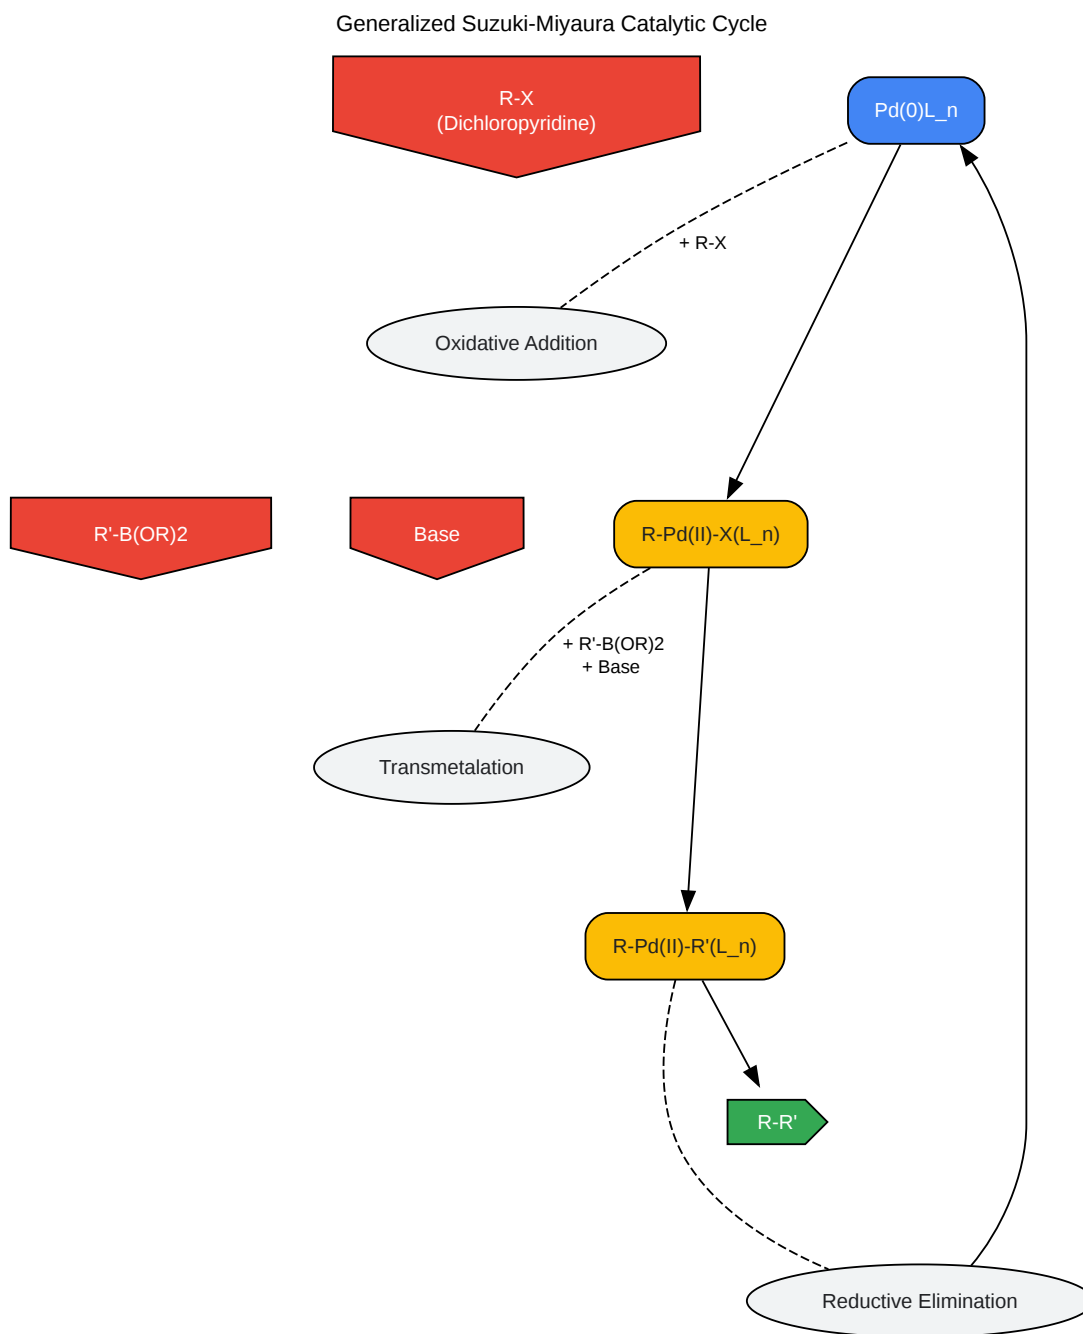 Generalized Suzuki-Miyaura Catalytic Cycle
R-X
(Dichloropyridine)
Pd(0)L_n
+ R-X
Oxidative Addition
R'-B(OR)2
Base
R-Pd(II)-X(L_n)
+ R'-B(OR)2
+ Base
Transmetalation
R-Pd(II)-R'(L_n)
R-R'
Reductive Elimination